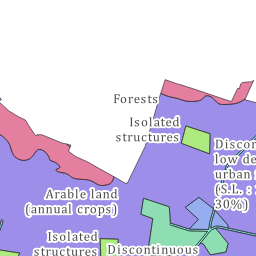 Forests
Isolated
structures
Discon
low de
urban
(S.L. :
30%)
Arable land
(annual crops)
Isolated
structures
Discontinuous